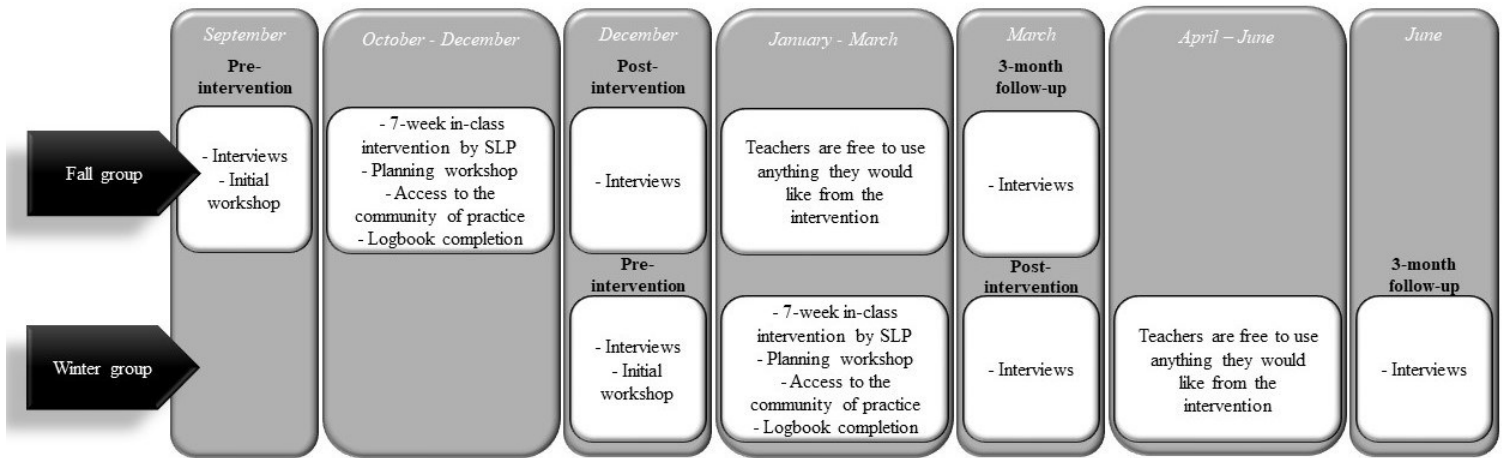 September
October - December
December
January - March
March
April – June
June
Pre-
intervention
Post-
intervention
3-month
follow-up
Fall group
- Interviews
- Initial
workshop
- 7-week in-class
intervention by SLP
- Planning workshop
- Access to the
community of practice
- Logbook completion
- Interviews
Teachers are free to use
anything they would
like from the
intervention
- Interviews
Pre-
intervention
Post-
intervention
3-month
follow-up
Winter group
- Interviews
- Initial
workshop
- 7-week in-class
intervention by SLP
- Planning workshop
- Access to the
community of practice
- Logbook completion
- Interviews
Teachers are free to use
anything they would
like from the
intervention
- Interviews